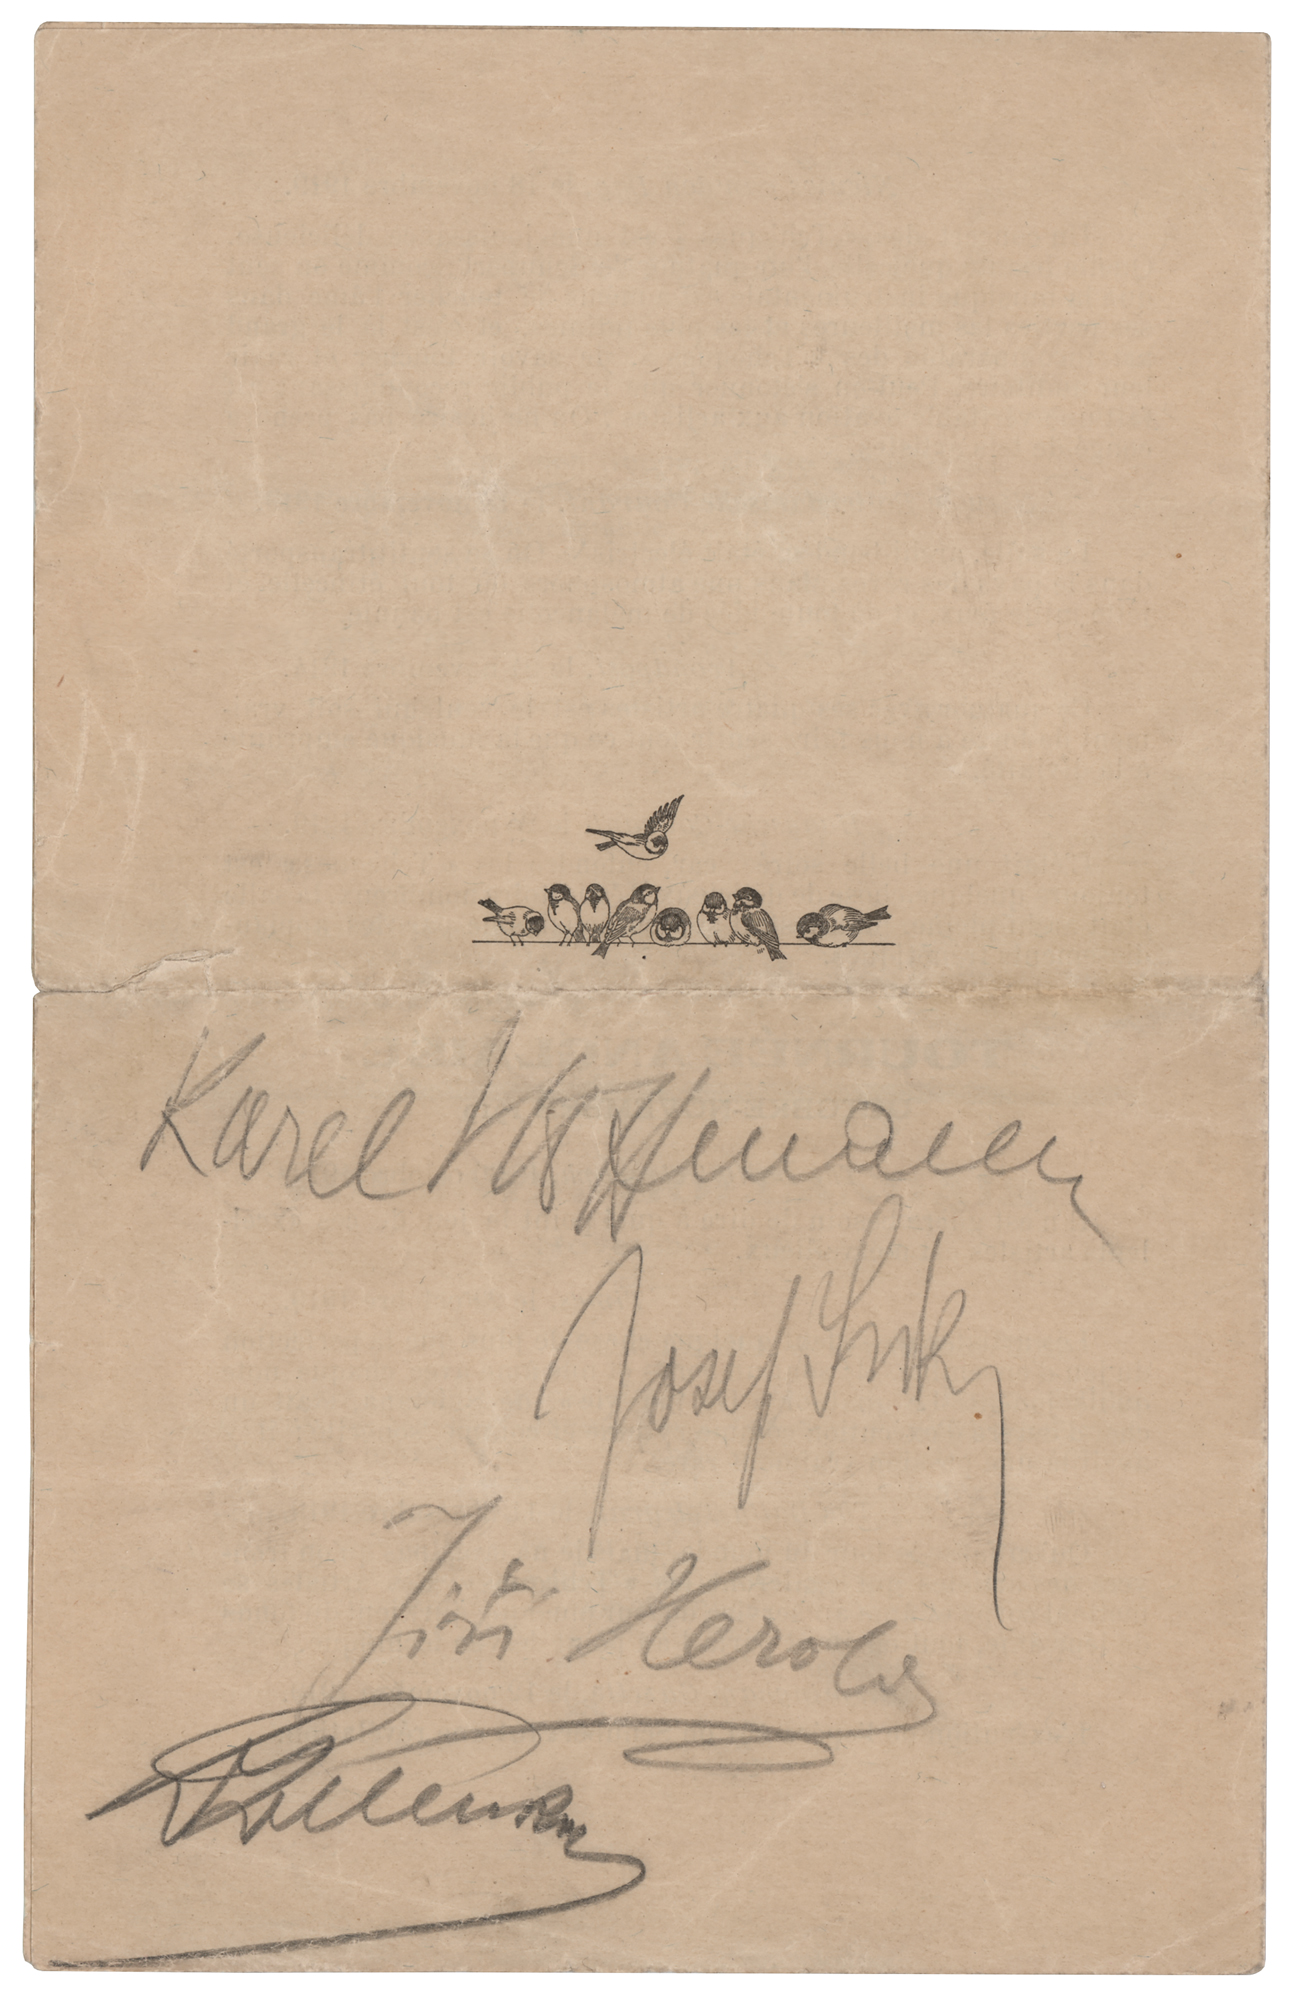 Karel Hoffmann
Josef Suk
Jiří Herold